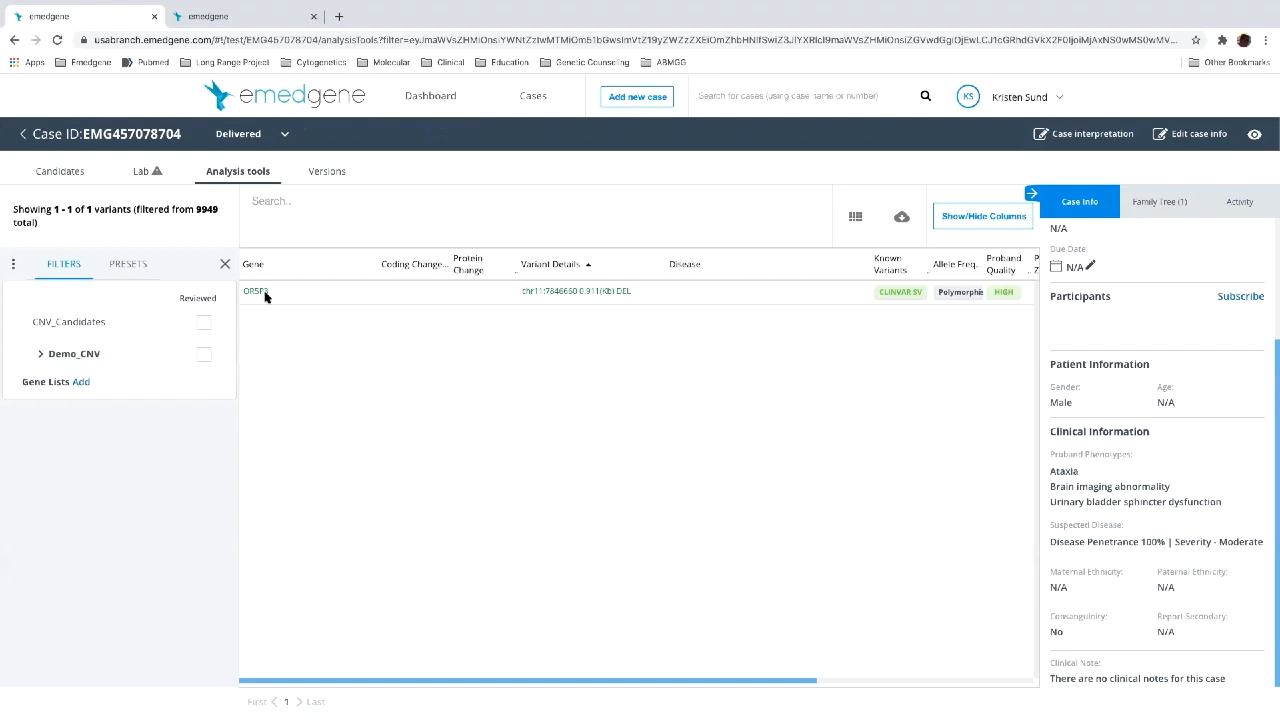 emedgene
emedgene
usabranch.emedgene.com/#!/test/EMG457078704/analysisTools?filter=
Apps Emedgene Pubmed Long Range Project Cytogenetics Molecular Clinical Education Genetic Counseling ABMGG Other Bookmarks
emedgene Dashboard Cases Add new case Search for cases (using case name or number) KS Kristen Sund
Case ID:EMG457078704 Delivered Case interpretation Edit case info
Candidates Lab Analysis tools Versions
Showing 1 - 1 of 1 variants (filtered from 9949 total)
Search..
Show/Hide Columns
FILTERS PRESETS
Reviewed
CNV_Candidates
Demo_CNV
Gene Lists Add
Gene Coding Change... Protein Change Variant Details Disease Known Variants Allele Freq. Proband Quality
OR5P3 chr11:7846660 0.911(Kb) DEL CLINVAR SV Polymorphic HIGH
First 1 Last
Case Info Family Tree (1) Activity
N/A
Due Date:
N/A
Participants Subscribe
Patient Information
Gender: Age:
Male N/A
Clinical Information
Proband Phenotypes:
Ataxia
Brain imaging abnormality
Urinary bladder sphincter dysfunction
Suspected Disease:
Disease Penetrance 100% | Severity - Moderate
Maternal Ethnicity: Paternal Ethnicity:
N/A N/A
Consanguinity: Report Secondary:
No N/A
Clinical Note:
There are no clinical notes for this case